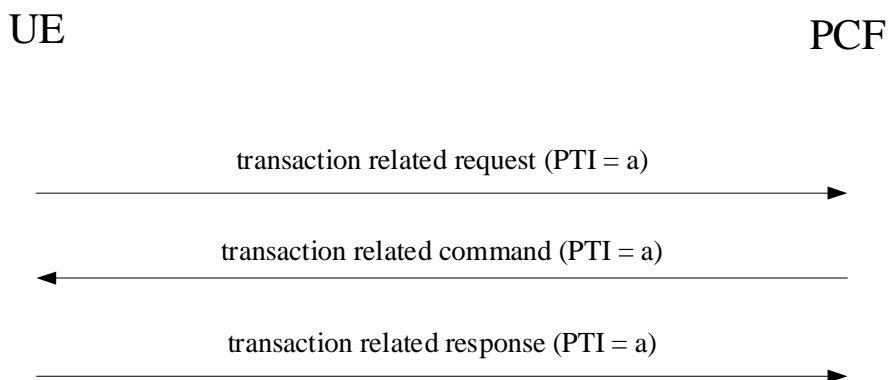 UE
PCF
transaction related request (PTI = a)
transaction related command (PTI = a)
transaction related response (PTI = a)